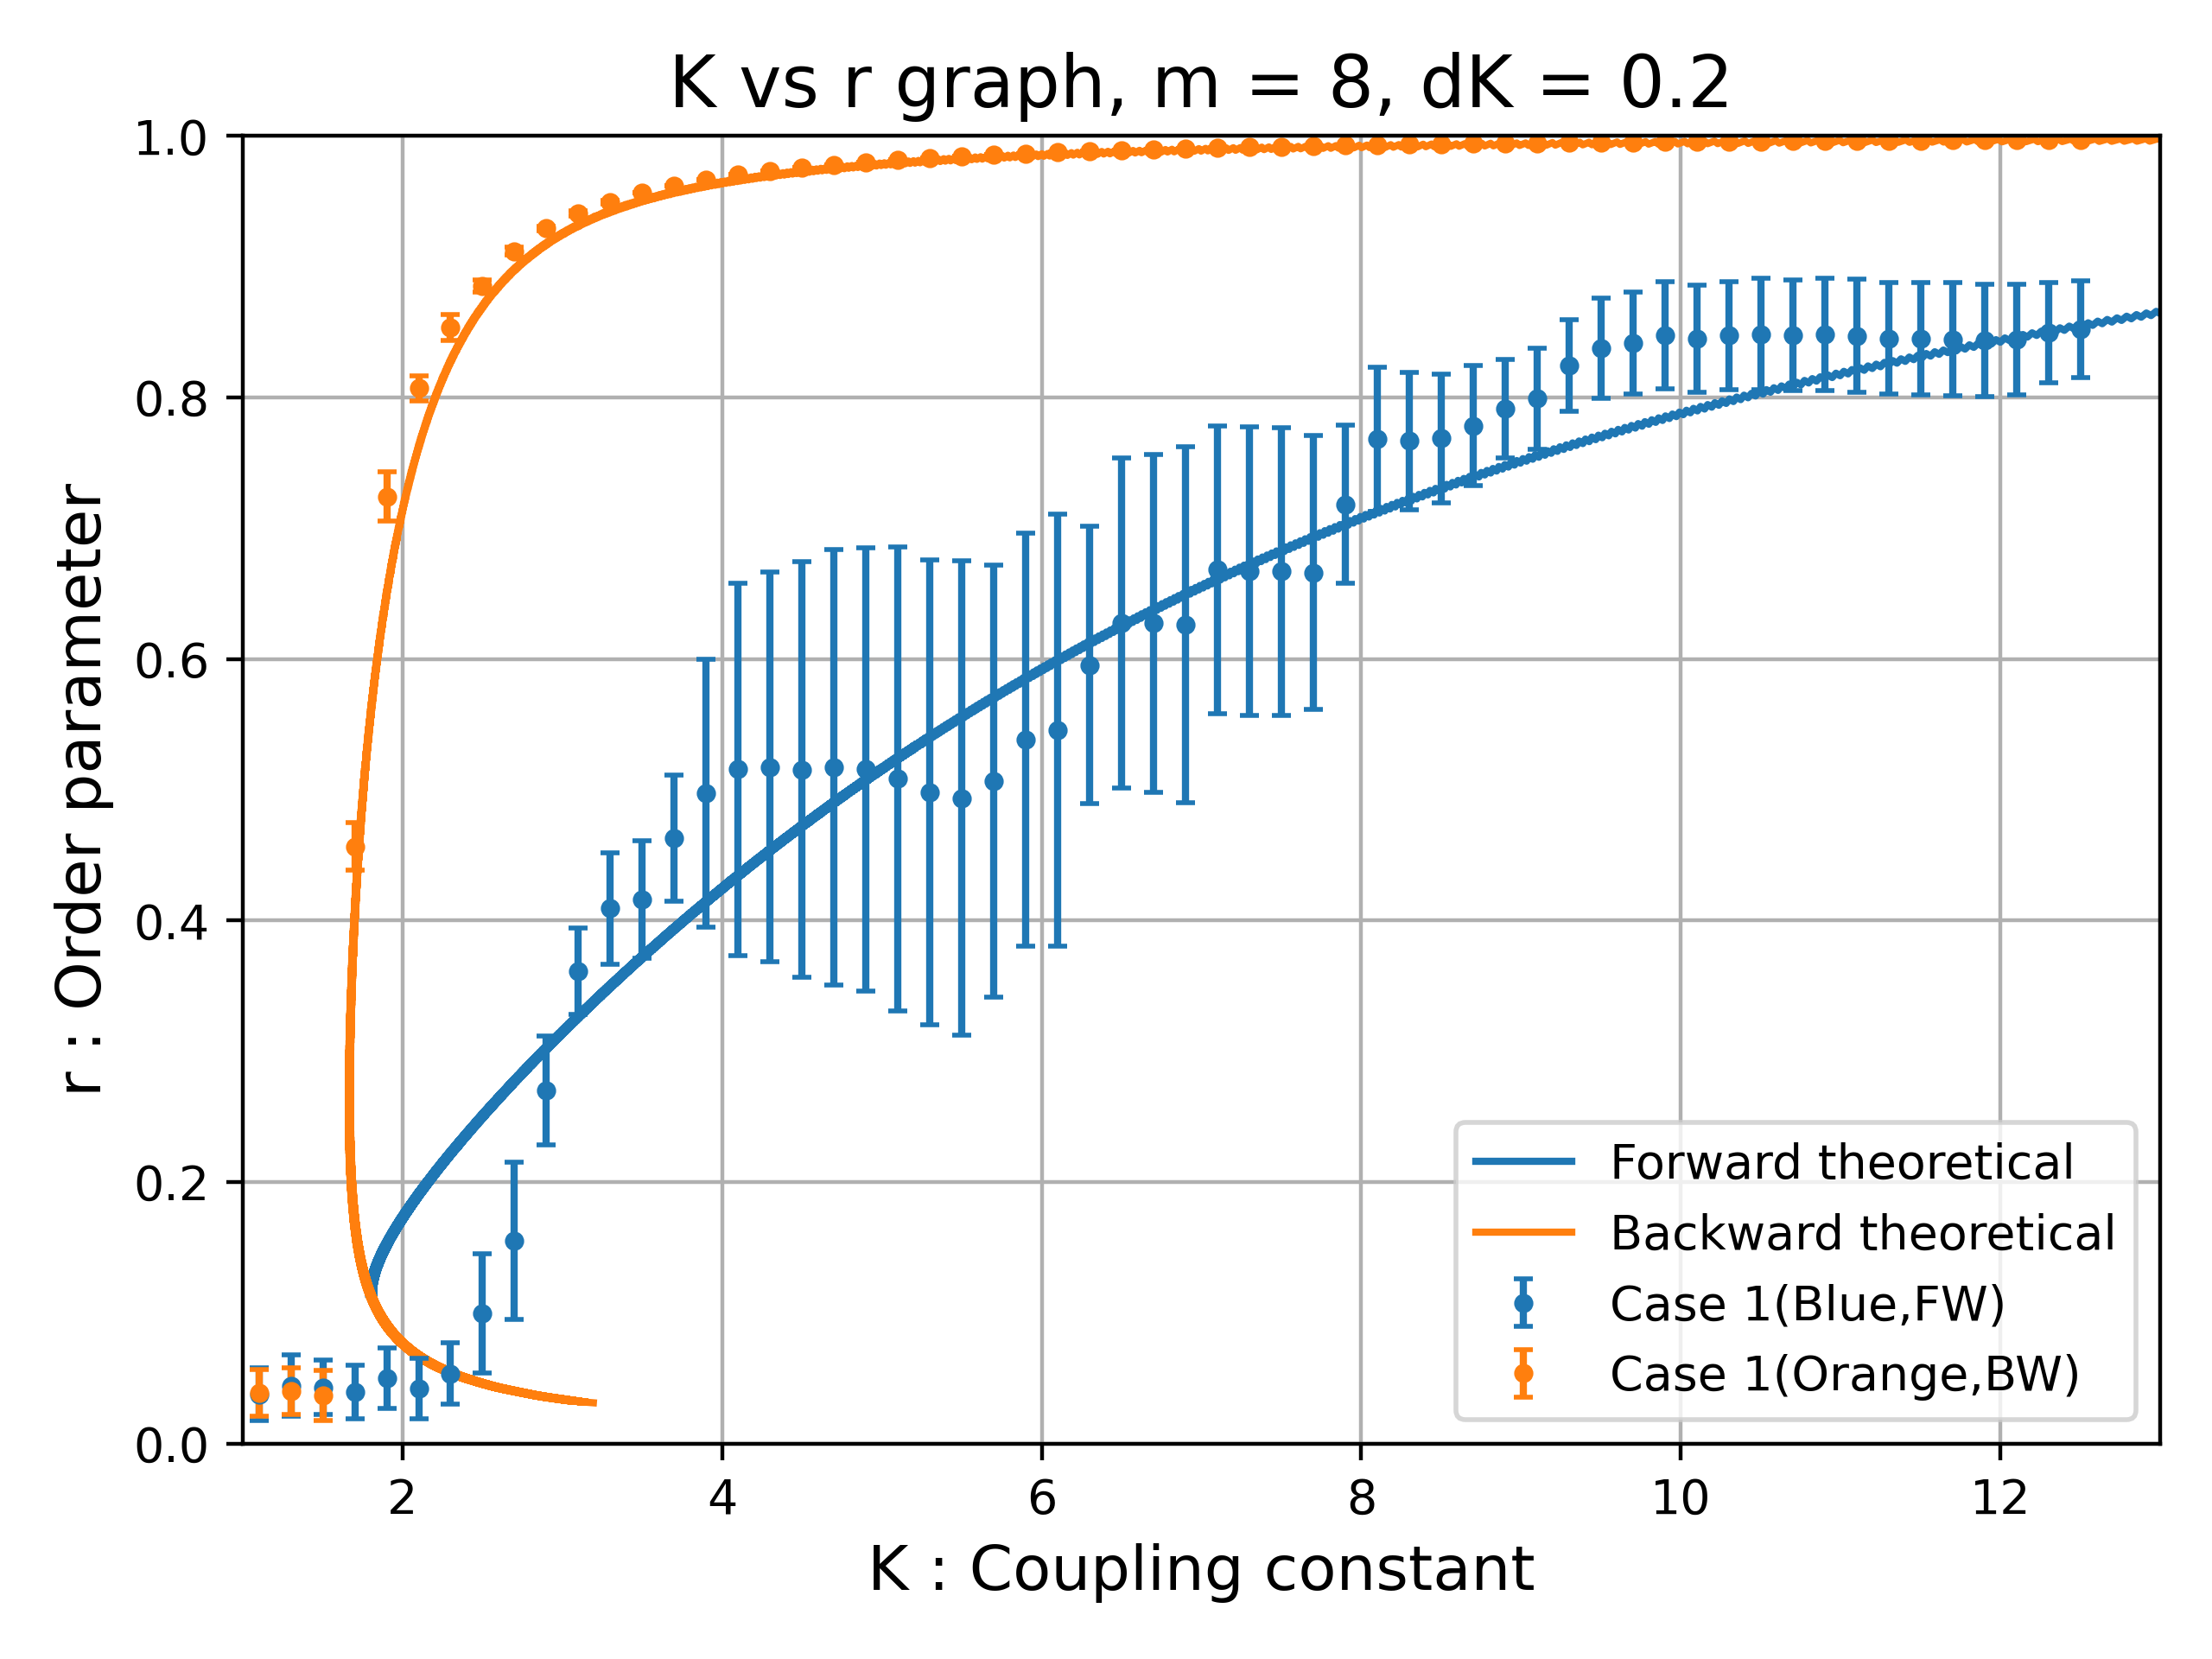 K vs r graph, m = 8, dK = 0.2
1.0
0.8
0.6
0.4
0.2
0.0
r : Order parameter
Forward theoretical
Backward theoretical
Case 1(Blue,FW)
Case 1(Orange,BW)
2 4 6 8 10 12
K : Coupling constant